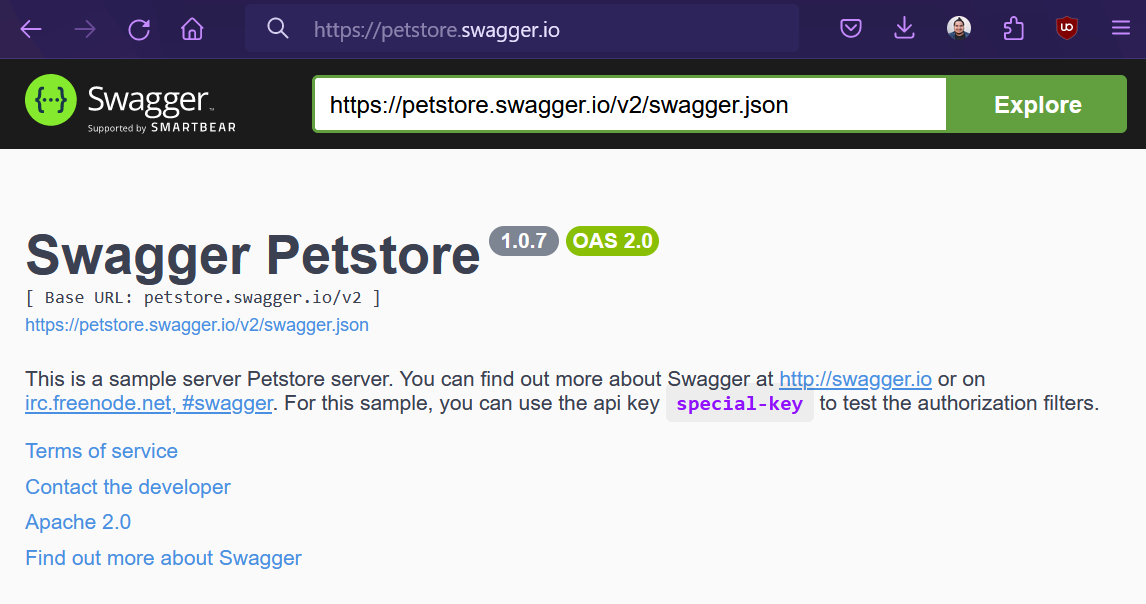 https://petstore.swagger.io
{···} Swagger™
Supported by SMARTBEAR
https://petstore.swagger.io/v2/swagger.json
Explore
Swagger Petstore 1.0.7 OAS 2.0
[ Base URL: petstore.swagger.io/v2 ]
https://petstore.swagger.io/v2/swagger.json
This is a sample server Petstore server. You can find out more about Swagger at http://swagger.io or on
irc.freenode.net, #swagger. For this sample, you can use the api key special-key to test the authorization filters.
Terms of service
Contact the developer
Apache 2.0
Find out more about Swagger